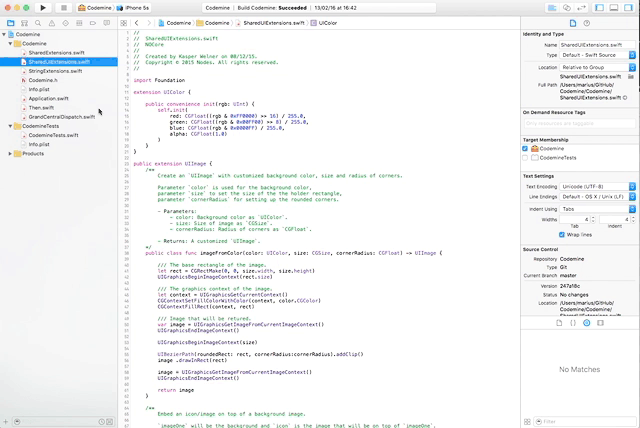 Codemine
iPhone 5s
Codemine
Build Codemine: Succeeded
13/02/16 at 16:42
Codemine
Codemine
SharedExtensions.swift
SharedUIExtensions.swift
StringExtensions.swift
Codemine.h
Info.plist
Application.swift
Then.swift
GrandCentralDispatch.swift
CodemineTests
CodemineTests.swift
Info.plist
Products
Codemine
Codemine
SharedUIExtensions.swift
UIColor
//
// SharedUIExtensions.swift
// NOCore
//
// Created by Kasper Welner on 08/12/15.
// Copyright © 2015 Nodes. All rights reserved.
//
import Foundation
extension UIColor {
public convenience init(rgb: UInt) {
self.init(
red: CGFloat((rgb & 0xFF0000) >> 16) / 255.0,
green: CGFloat((rgb & 0x00FF00) >> 8) / 255.0,
blue: CGFloat(rgb & 0x0000FF) / 255.0,
alpha: CGFloat(1.0)
)
}
}
public extension UIImage {
/**
Create an `UIImage` with customized background color, size and radius of corners.
Parameter `color` is used for the background color,
parameter `size` to set the size of the the holder rectangle,
parameter `cornerRadius` for setting up the rounded corners.
- Parameters:
- color: Background color as `UIColor`.
- size: Size of image as `CGSize`.
- cornerRadius: Radius of corners as `CGFloat`.
- Returns: A customized `UIImage`.
*/
public class func imageFromColor(color: UIColor, size: CGSize, cornerRadius: CGFloat) -> UIImage {
/// The base rectangle of the image.
let rect = CGRectMake(0, 0, size.width, size.height)
UIGraphicsBeginImageContext(rect.size)
/// The graphics context of the image.
let context = UIGraphicsGetCurrentContext()
CGContextSetFillColorWithColor(context, color.CGColor)
CGContextFillRect(context, rect)
/// Image that will be retured.
var image = UIGraphicsGetImageFromCurrentImageContext()
UIGraphicsEndImageContext()
UIGraphicsBeginImageContext(size)
UIBezierPath(roundedRect: rect, cornerRadius:cornerRadius).addClip()
image .drawInRect(rect)
image = UIGraphicsGetImageFromCurrentImageContext()
UIGraphicsEndImageContext()
return image
}
/**
Embed an icon/image on top of a background image.
`imageOne` will be the background and `icon` is the image that will be on top of `imageOne`.
Identity and Type
Name SharedUIExtensions.swift
Type Default - Swift Source
Location Relative to Group
SharedUIExtensions.swift
Full Path /Users/marius/GitHub/
Codemine/Codemine/
SharedUIExtensions.swift
On Demand Resource Tags
Target Membership
Codemine
CodemineTests
Text Settings
Text Encoding Unicode (UTF-8)
Line Endings Default - OS X / Unix (LF)
Indent Using Tabs
Widths 4 4
Tab Indent
Wrap lines
Source Control
Repository Codemine
Type Git
Current Branch master
Version 247a18c
Status No changes
Location /Users/marius/GitHub/
Codemine/Codemine/
No Matches
Filter